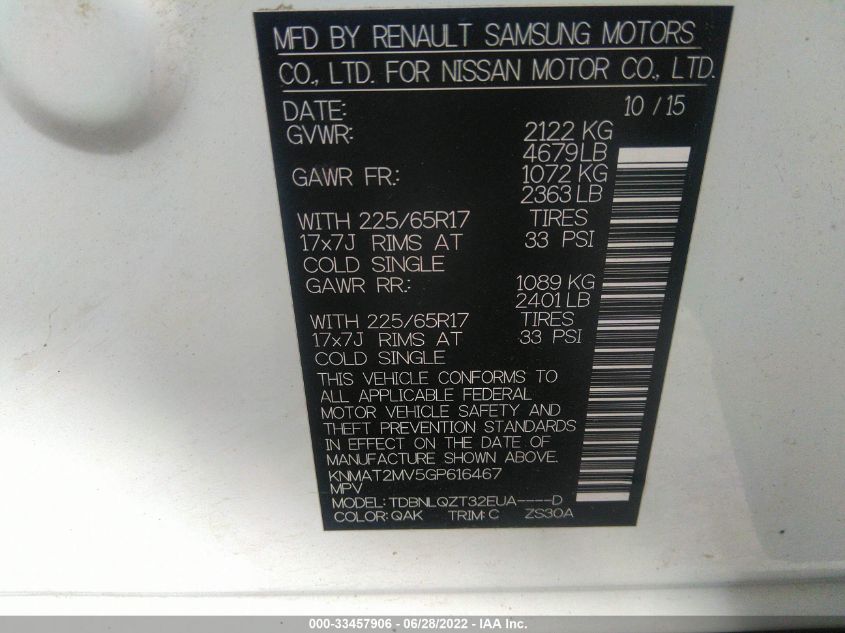 MFD BY RENAULT SAMSUNG MOTORS
CO., LTD. FOR NISSAN MOTOR CO., LTD.
DATE: 10 / 15
GVWR: 2122 KG
4679 LB
GAWR FR.: 1072 KG
2363 LB
WITH 225/65R17 TIRES
17x7J RIMS AT 33 PSI
COLD SINGLE
GAWR RR.: 1089 KG
2401 LB
WITH 225/65R17 TIRES
17x7J RIMS AT 33 PSI
COLD SINGLE
THIS VEHICLE CONFORMS TO
ALL APPLICABLE FEDERAL
MOTOR VEHICLE SAFETY AND
THEFT PREVENTION STANDARDS
IN EFFECT ON THE DATE OF
MANUFACTURE SHOWN ABOVE.
KNMAT2MV5GP616467
MPV
MODEL: TDBNLQZT32EUA----D
COLOR: QAK TRIM: C ZS30A
000-33457906 - 06/28/2022 - IAA Inc.